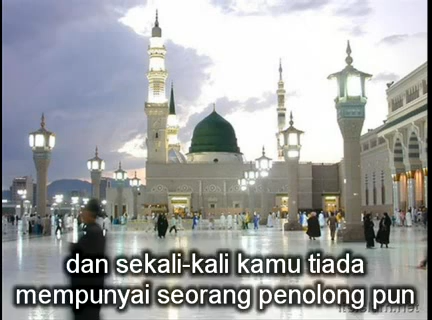 dan sekali-kali kamu tiada
mempunyai seorang penolong pun